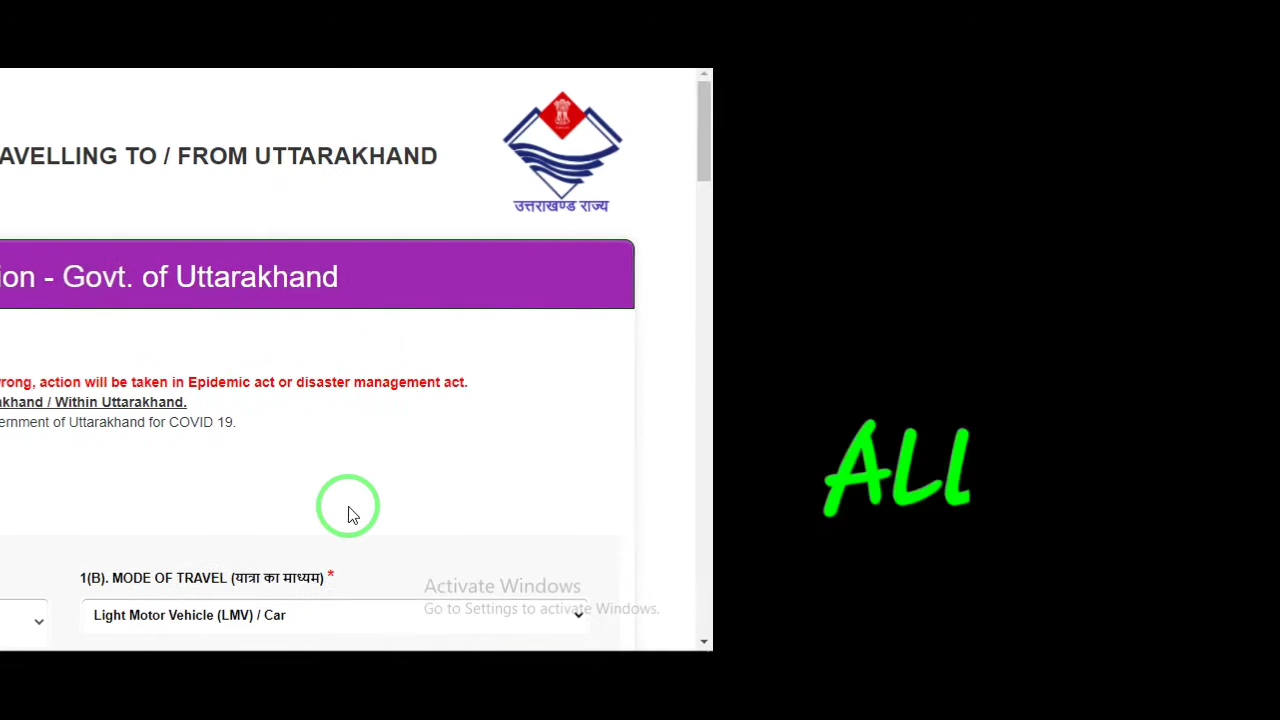 AVELLING TO / FROM UTTARAKHAND
उत्तराखण्ड राज्य
ion - Govt. of Uttarakhand
wrong, action will be taken in Epidemic act or disaster management act.
akhand / Within Uttarakhand.
ernment of Uttarakhand for COVID 19.
ALL
1(B). MODE OF TRAVEL (यात्रा का माध्यम) *
Light Motor Vehicle (LMV) / Car
Activate Windows
Go to Settings to activate Windows.